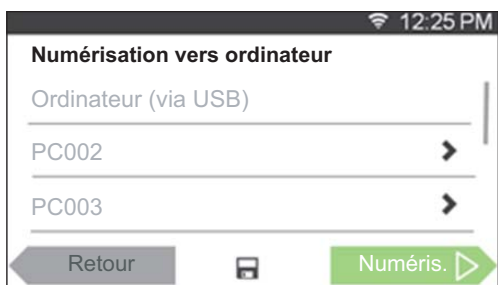 12:25 PM
Numérisation vers ordinateur
Ordinateur (via USB)
PC002
PC003
Retour
Numéris.